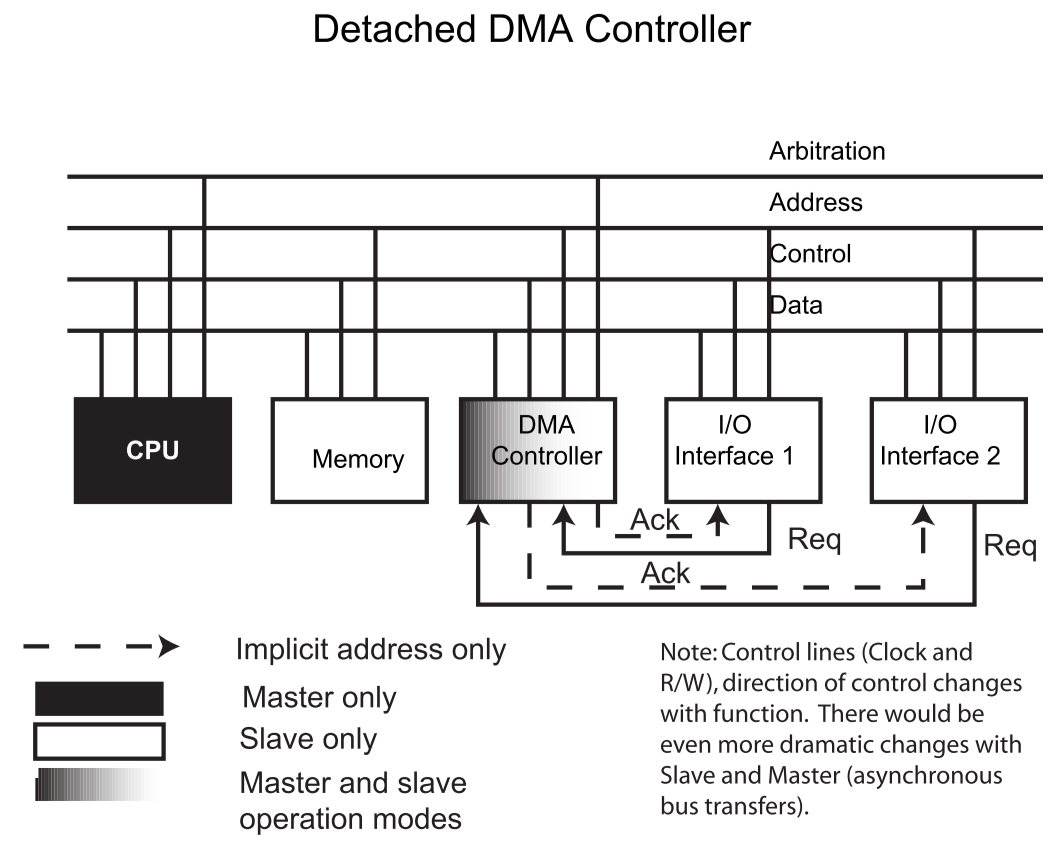 Detached DMA Controller
Arbitration
Address
Control
Data
CPU
Memory
DMA
Controller
I/O
Interface 1
I/O
Interface 2
Ack
Req
Req
Ack
Implicit address only
Master only
Slave only
Master and slave
operation modes
Note: Control lines (Clock and
R/W), direction of control changes
with function. There would be
even more dramatic changes with
Slave and Master (asynchronous
bus transfers).